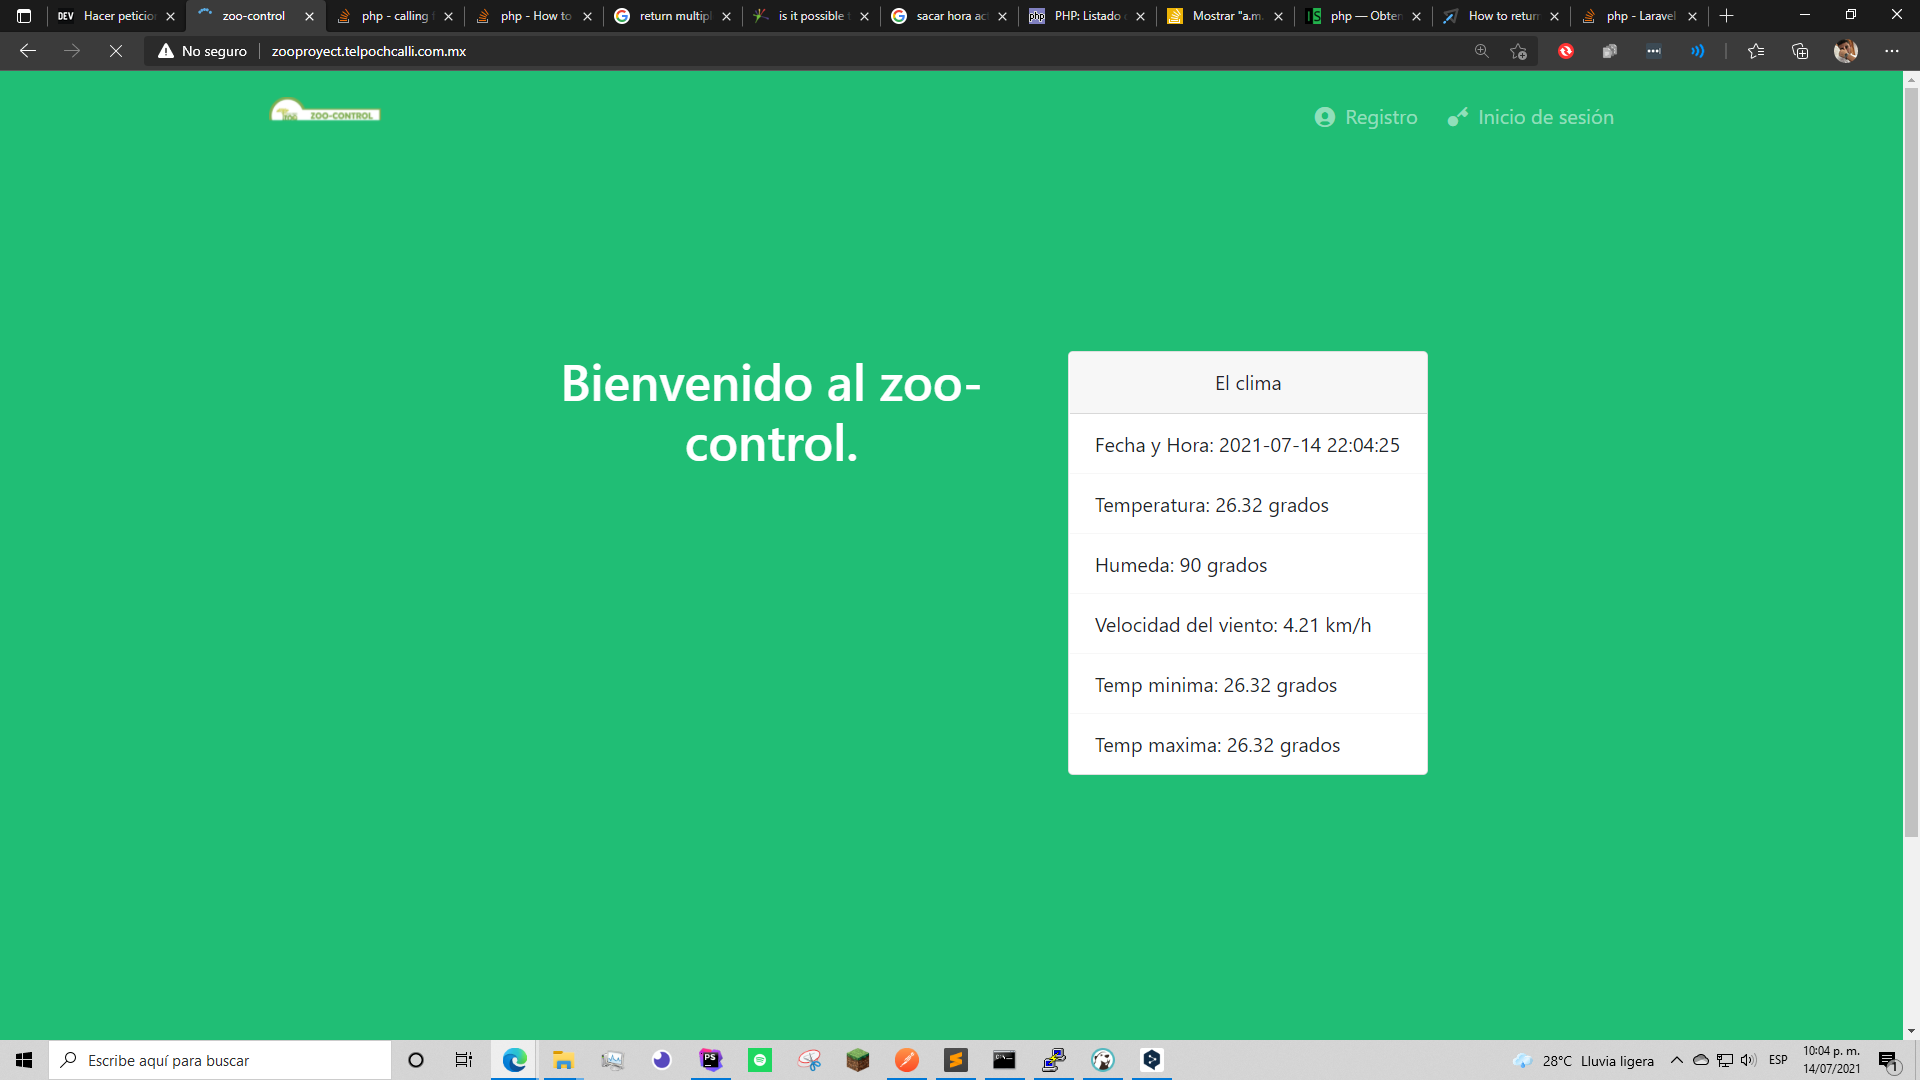 DEV Hacer peticio
zoo-control
php - calling
php - How to
return multipl
is it possible
sacar hora ac
PHP: Listado
Mostrar "a.m.
php — Obten
How to return
php - Laravel
No seguro
zooproyect.telpochcalli.com.mx
ZOO-CONTROL
Registro
Inicio de sesión
Bienvenido al zoo-
control.
El clima
Fecha y Hora: 2021-07-14 22:04:25
Temperatura: 26.32 grados
Humeda: 90 grados
Velocidad del viento: 4.21 km/h
Temp minima: 26.32 grados
Temp maxima: 26.32 grados
Escribe aquí para buscar
PS
28°C Lluvia ligera
ESP
10:04 p. m.
14/07/2021
1